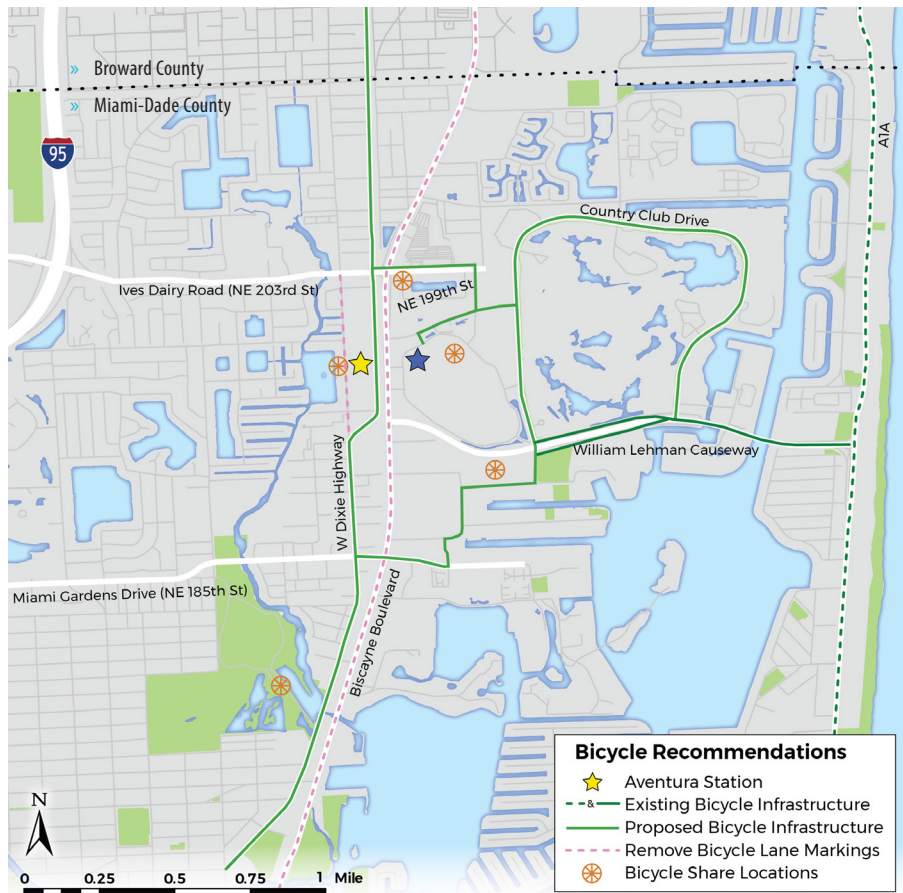 » Broward County
» Miami-Dade County
95
A1A
Country Club Drive
Ives Dairy Road (NE 203rd St)
NE 199th St
W Dixie Highway
William Lehman Causeway
Miami Gardens Drive (NE 185th St)
Biscayne Boulevard
Bicycle Recommendations
Aventura Station
& Existing Bicycle Infrastructure
Proposed Bicycle Infrastructure
Remove Bicycle Lane Markings
Bicycle Share Locations
N
0 0.25 0.5 0.75 1 Mile